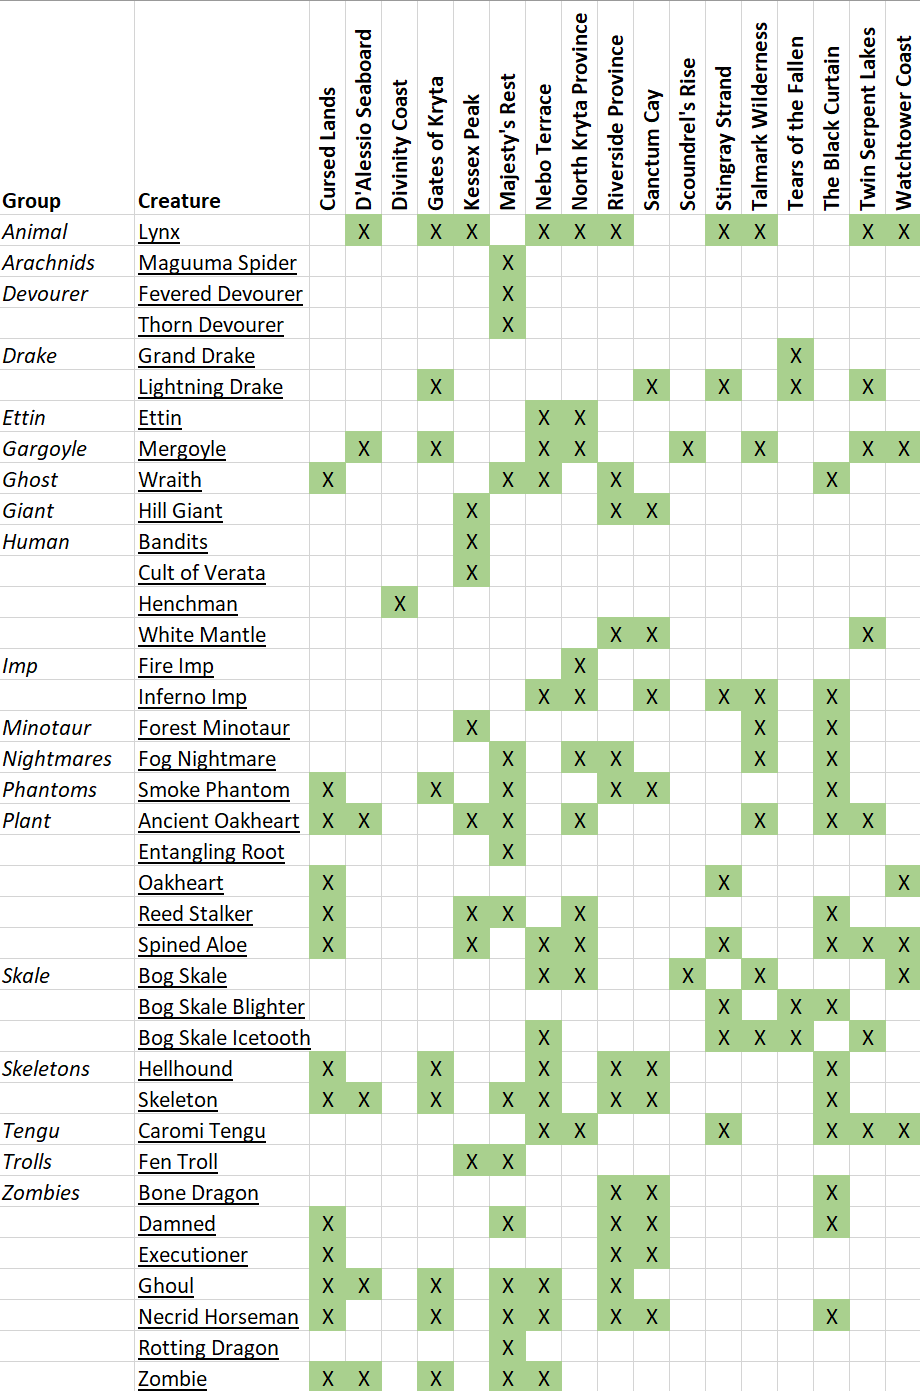 Group Creature Cursed Lands D'Alessio Seaboard Divinity Coast Gates of Kryta Kessex Peak Majesty's Rest Nebo Terrace North Kryta Province Riverside Province Sanctum Cay Scoundrel's Rise Stingray Strand Talmark Wilderness Tears of the Fallen The Black Curtain Twin Serpent Lakes Watchtower Coast
Animal Lynx X X X X X X X X X X
Arachnids Maguuma Spider X
Devourer Fevered Devourer X
Thorn Devourer X
Drake Grand Drake X
Lightning Drake X X X X X
Ettin Ettin X X
Gargoyle Mergoyle X X X X X X X X
Ghost Wraith X X X X X
Giant Hill Giant X X X
Human Bandits X
Cult of Verata X
Henchman X
White Mantle X X X
Imp Fire Imp X
Inferno Imp X X X X X X
Minotaur Forest Minotaur X X X
Nightmares Fog Nightmare X X X X X
Phantoms Smoke Phantom X X X X X X
Plant Ancient Oakheart X X X X X X X X
Entangling Root X
Oakheart X X X
Reed Stalker X X X X X
Spined Aloe X X X X X X X X
Skale Bog Skale X X X X X
Bog Skale Blighter X X X
Bog Skale Icetooth X X X X X
Skeletons Hellhound X X X X X X
Skeleton X X X X X X X X
Tengu Caromi Tengu X X X X X X
Trolls Fen Troll X X
Zombies Bone Dragon X X X
Damned X X X X X
Executioner X X X
Ghoul X X X X X X
Necrid Horseman X X X X X X X
Rotting Dragon X
Zombie X X X X X